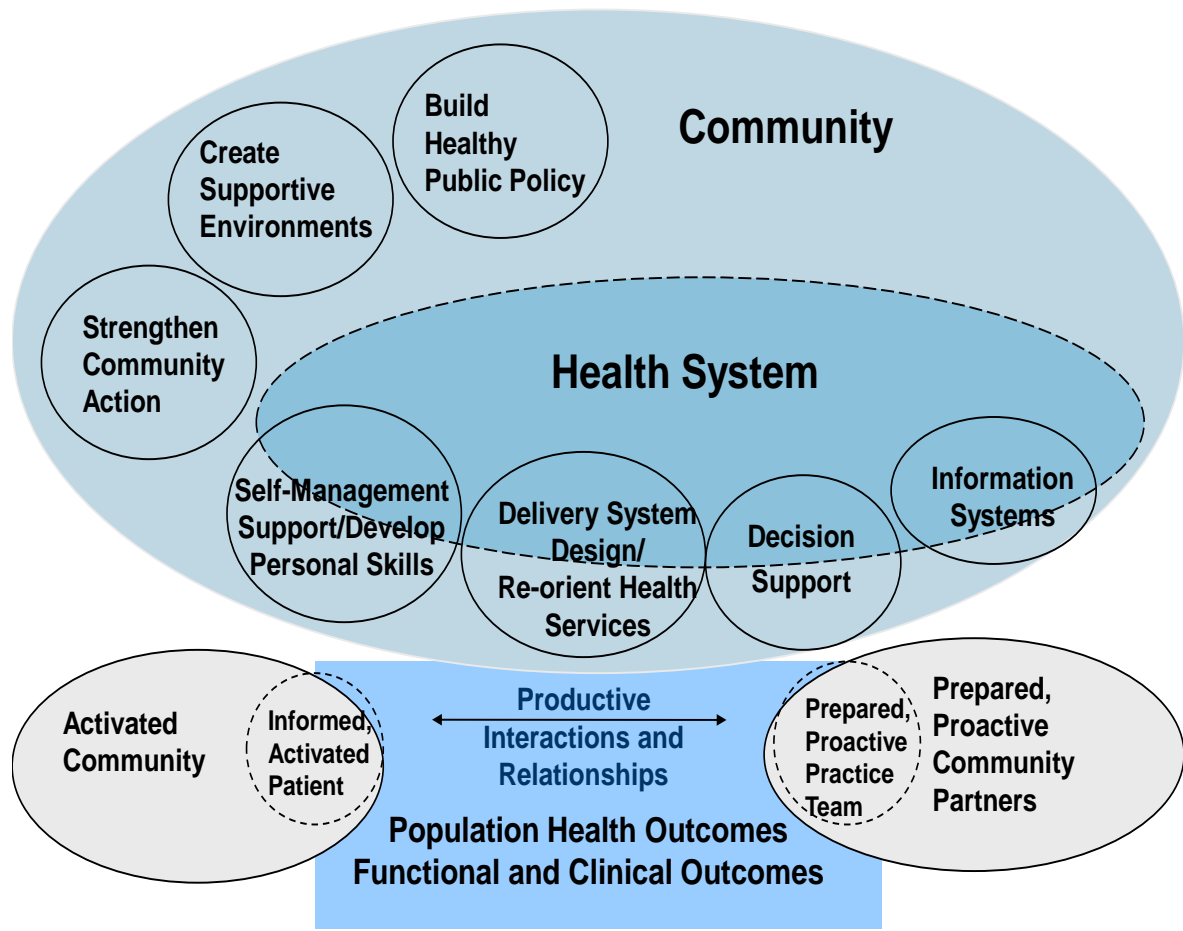 Build
Healthy
Public Policy
Community
Create
Supportive
Environments
Strengthen
Community
Action
Health System
Self-Management
Support/Develop
Personal Skills
Delivery System
Design/
Re-orient Health
Services
Decision
Support
Information
Systems
Activated
Community
Informed,
Activated
Patient
Productive
Interactions and
Relationships
Prepared,
Proactive
Practice
Team
Prepared,
Proactive
Community
Partners
Population Health Outcomes
Functional and Clinical Outcomes